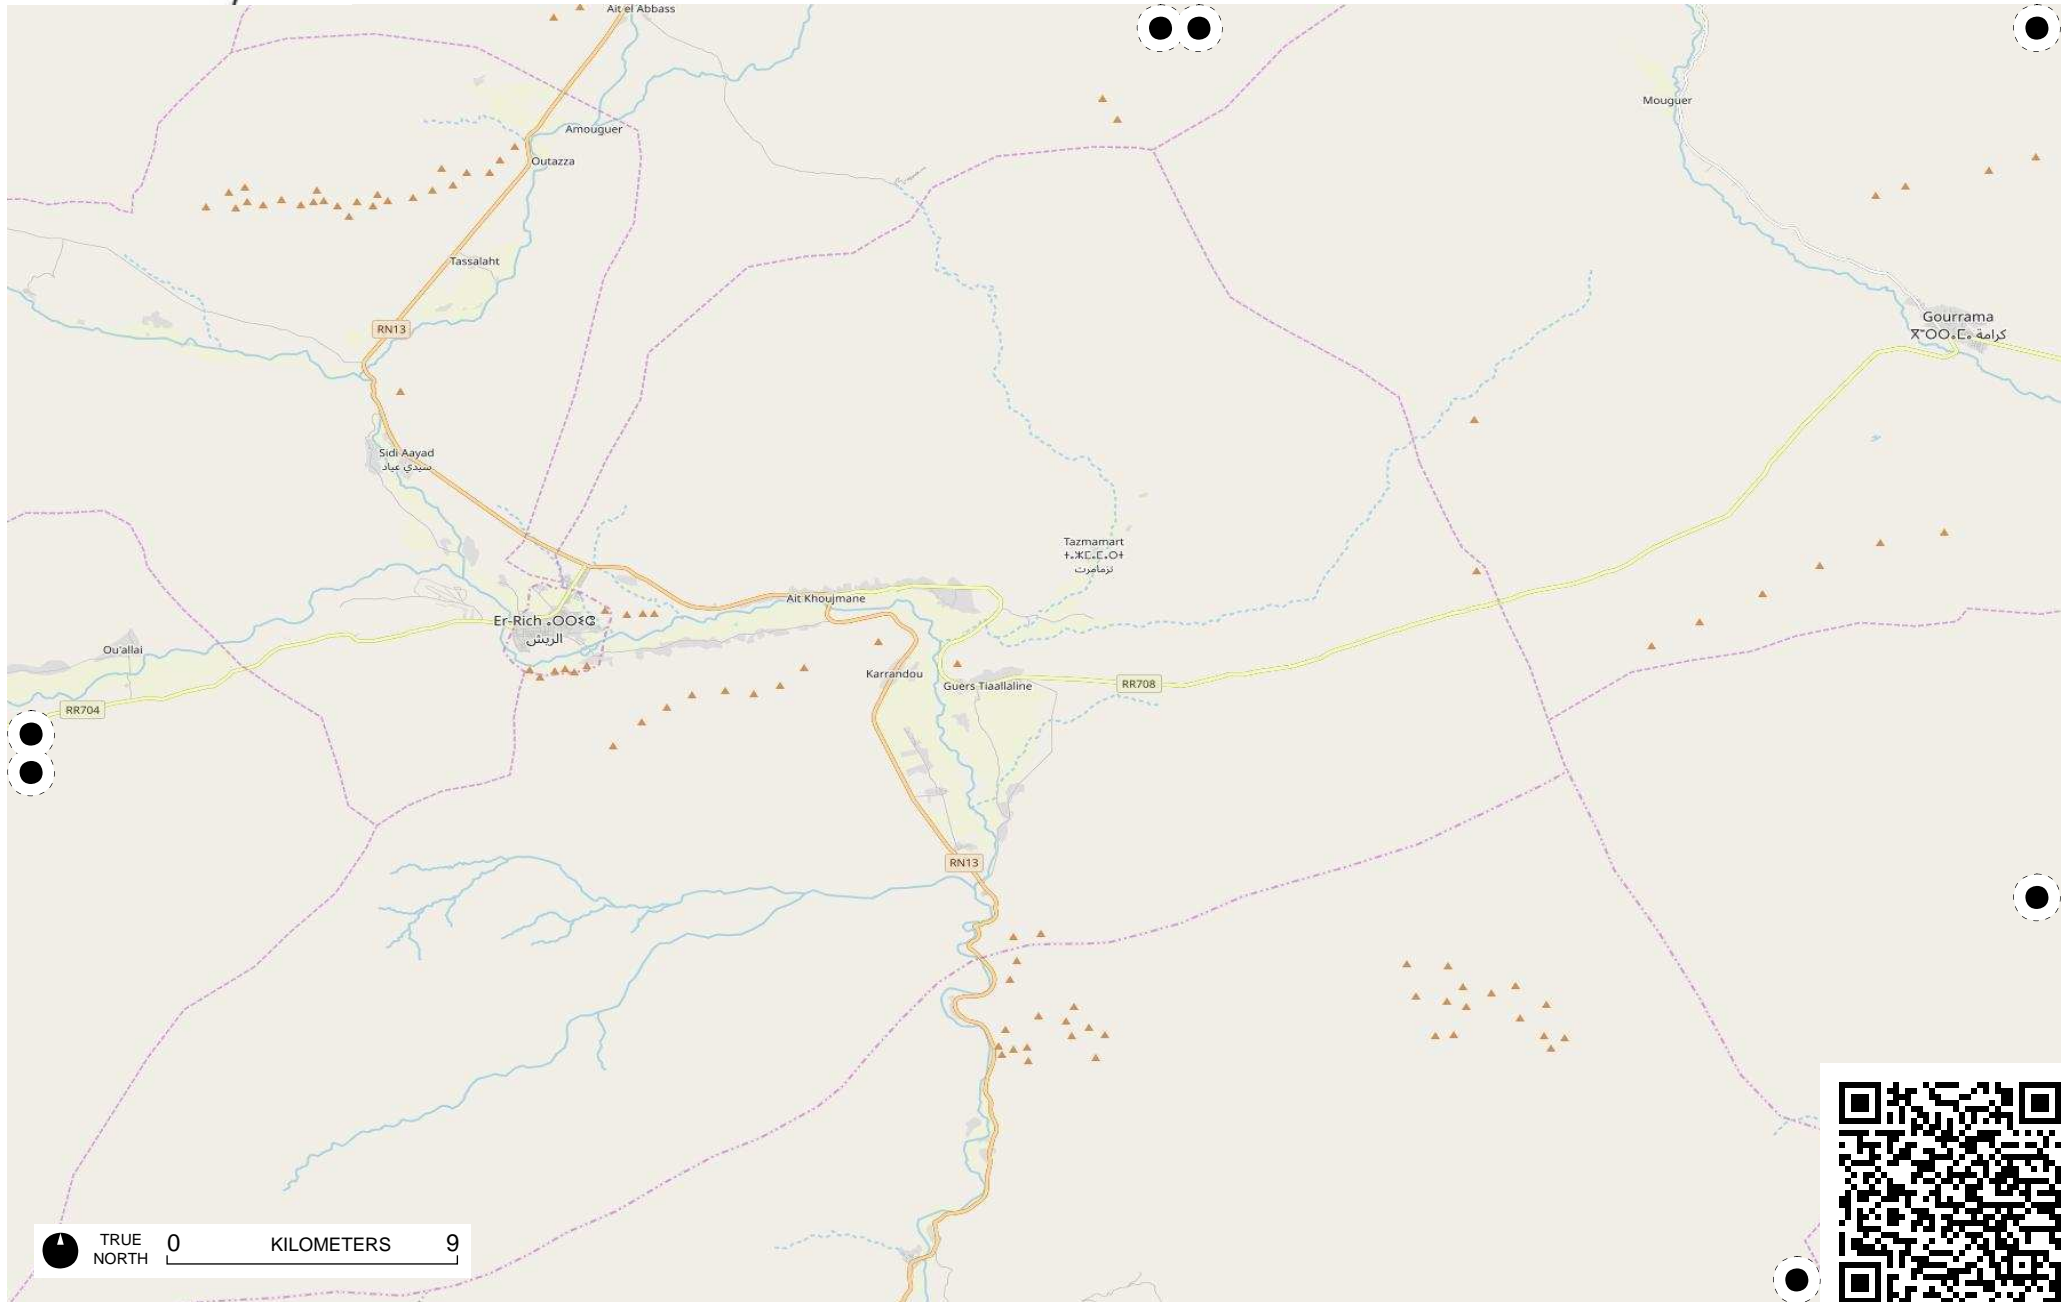 Ait el Abbass
Mouguer
Amouguer
Outazza
Tassalaht
RN13
Gourrama
ⴳⵓⵔⵔⴰⵎⴰ كرامة
Sidi Aayad
سيدي عياد
Tazmamart
ⵜⴰⵣⵎⴰⵎⴰⵔⵜ
تزمامرت
Ait Khoujmane
Er-Rich ⴰⵔⵔⵉⵛ
الريش
Ou'allai
Karrandou
Guers Tiaallaline
RR708
RR704
RN13
TRUE
NORTH
0 KILOMETERS 9